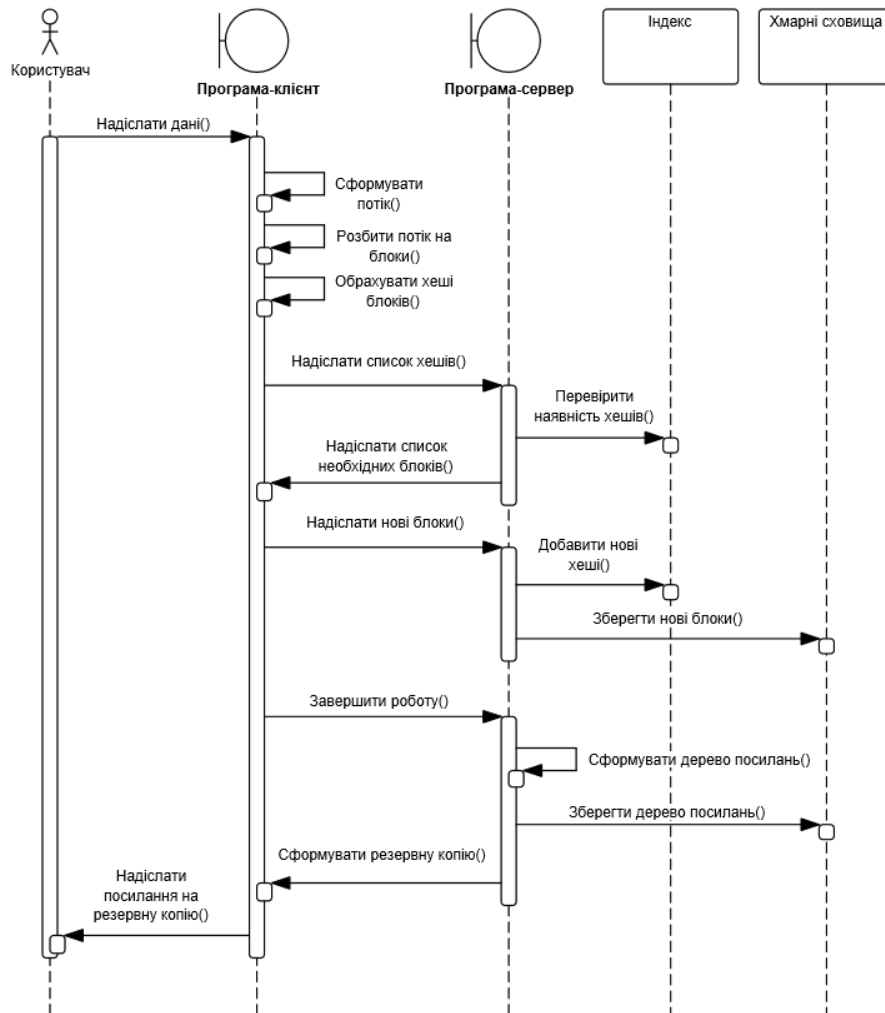 Індекс
Хмарні сховища
Користувач
Програма-клієнт
Програма-сервер
Надіслати дані()
Сформувати
потік()
Розбити потік на
блоки()
Обрахувати хеші
блоків()
Надіслати список хешів()
Перевірити
наявність хешів()
Надіслати список
необхідних блоків()
Надіслати нові блоки()
Добавити нові
хеші()
Зберегти нові блоки()
Завершити роботу()
Сформувати дерево посилань()
Зберегти дерево посилань()
Сформувати резервну копію()
Надіслати
посилання на
резервну копію()